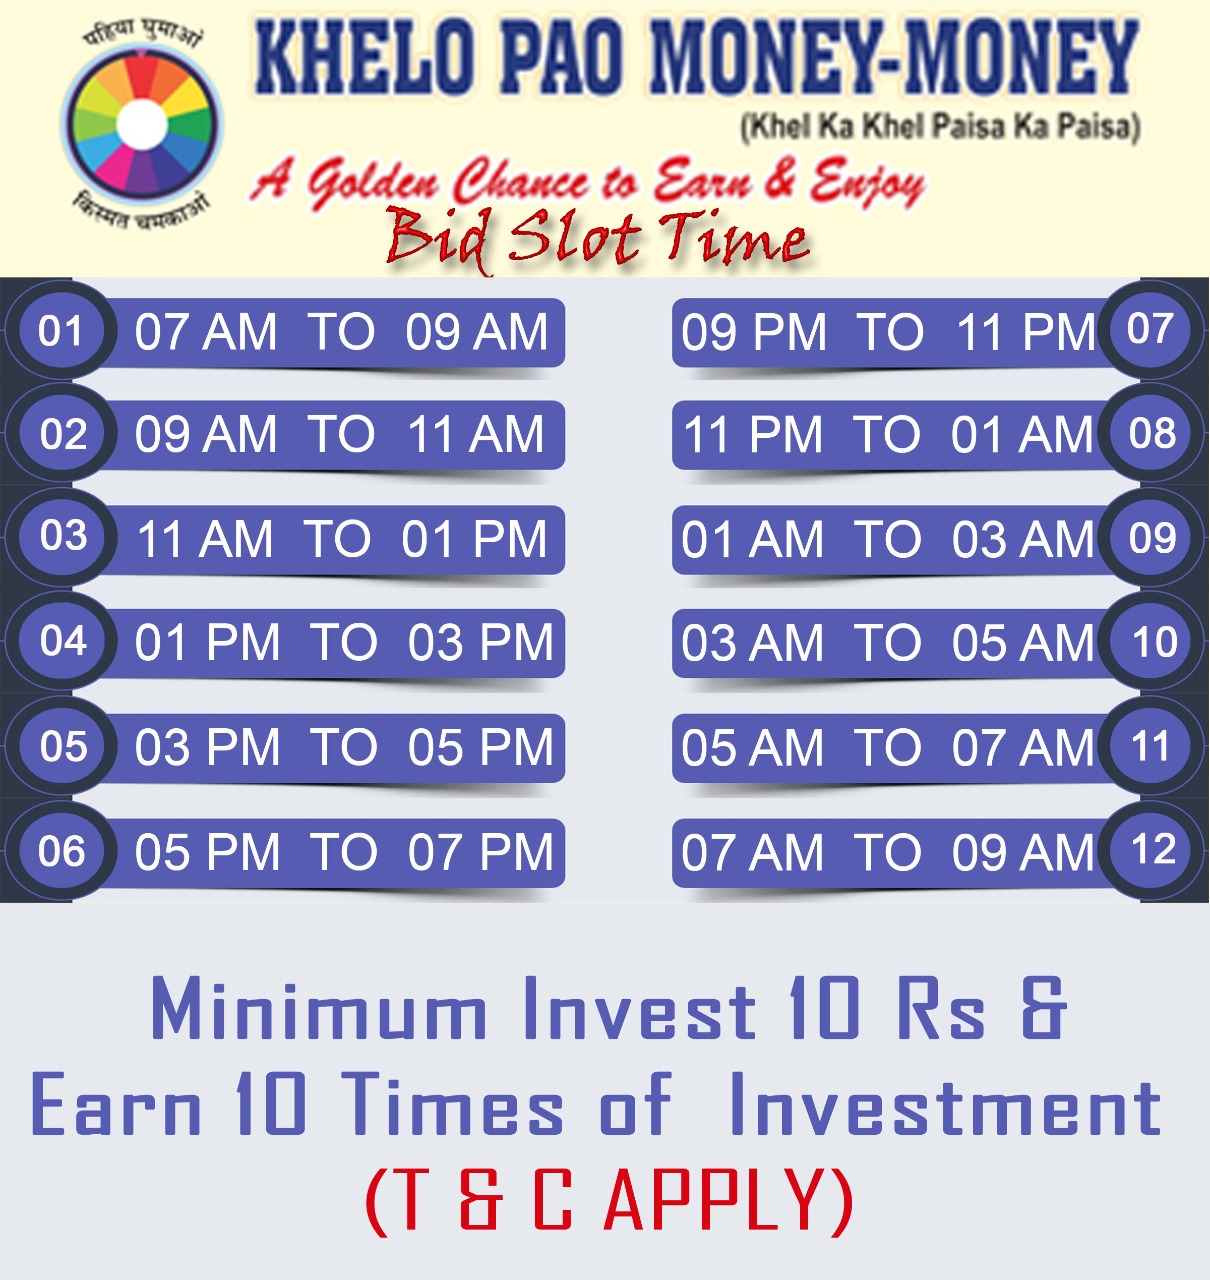 पहिया घुमाओं
किस्मत चमकाओं
KHELO PAO MONEY-MONEY
(Khel Ka Khel Paisa Ka Paisa)
A Golden Chance to Earn & Enjoy
Bid Slot Time
01 07 AM TO 09 AM
02 09 AM TO 11 AM
03 11 AM TO 01 PM
04 01 PM TO 03 PM
05 03 PM TO 05 PM
06 05 PM TO 07 PM
09 PM TO 11 PM 07
11 PM TO 01 AM 08
01 AM TO 03 AM 09
03 AM TO 05 AM 10
05 AM TO 07 AM 11
07 AM TO 09 AM 12
Minimum Invest 10 Rs &
Earn 10 Times of Investment
(T & C APPLY)